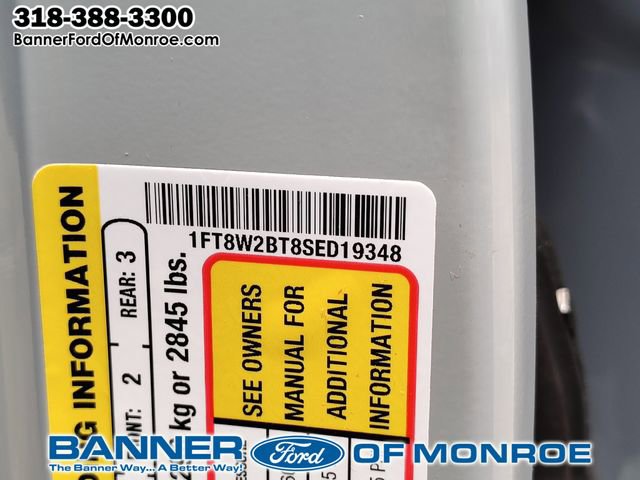 318-388-3300
BannerFordOfMonroe.com
1FT8W2BT8SED19348
NG INFORMATION
REAR: 3
2
kg or 2845 lbs.
SEE OWNERS
MANUAL FOR
ADDITIONAL
INFORMATION
BANNER Ford OF MONROE
The Banner Way... A Better Way!